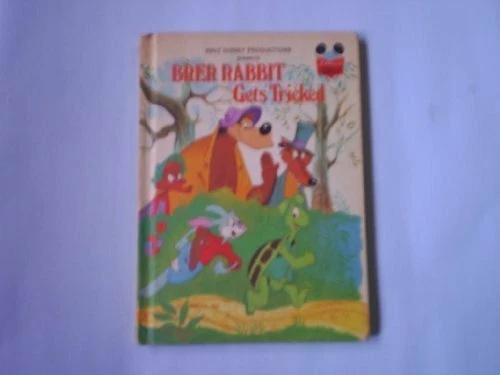 WALT DISNEY PRODUCTIONS
presents
BRER RABBIT
Gets Tricked